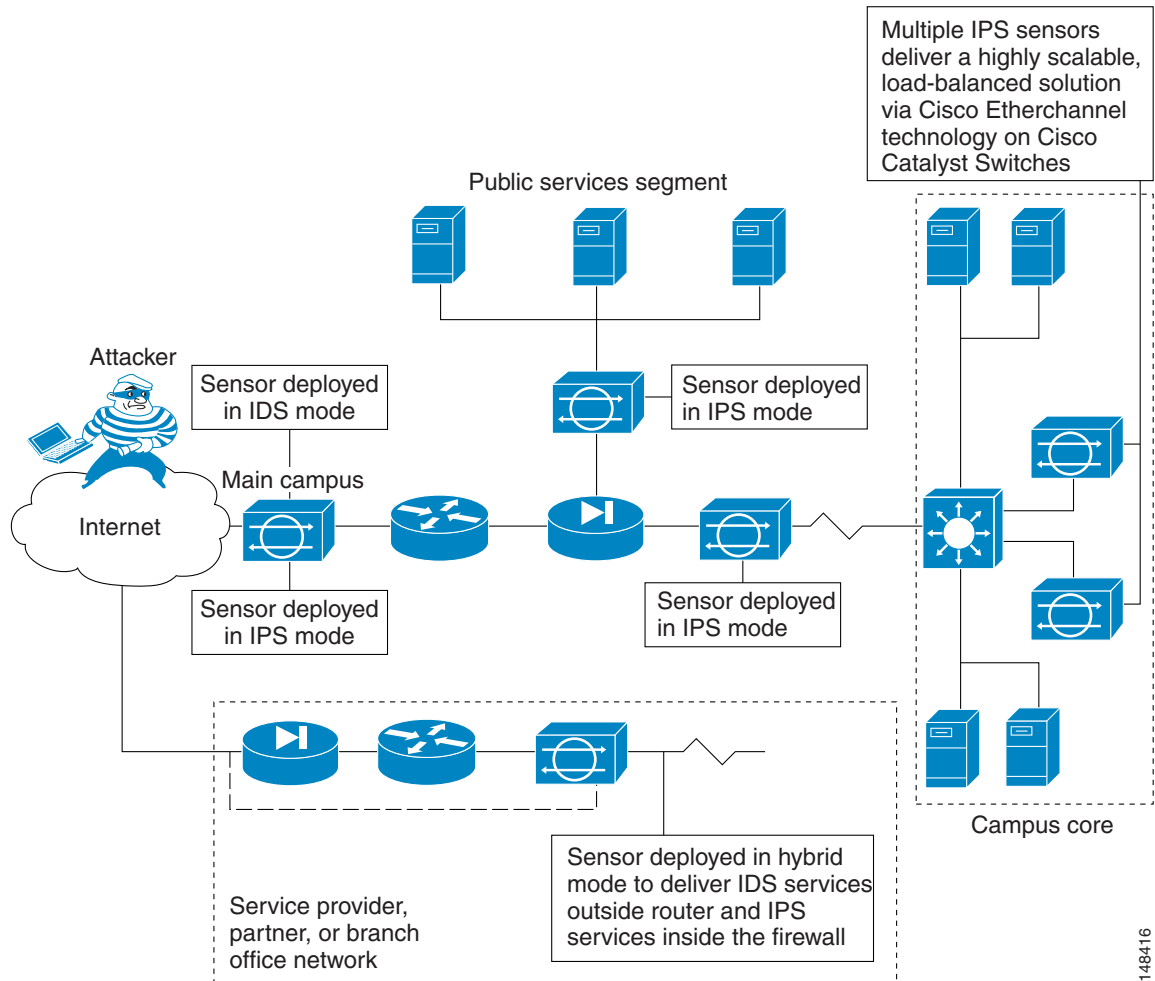 Multiple IPS sensors
deliver a highly scalable,
load-balanced solution
via Cisco Etherchannel
technology on Cisco
Catalyst Switches
Public services segment
Attacker
Sensor deployed
in IDS mode
Sensor deployed
in IPS mode
Main campus
Internet
Sensor deployed
in IPS mode
Sensor deployed
in IPS mode
Campus core
Sensor deployed in hybrid
mode to deliver IDS services
outside router and IPS
services inside the firewall
Service provider,
partner, or branch
office network
148416